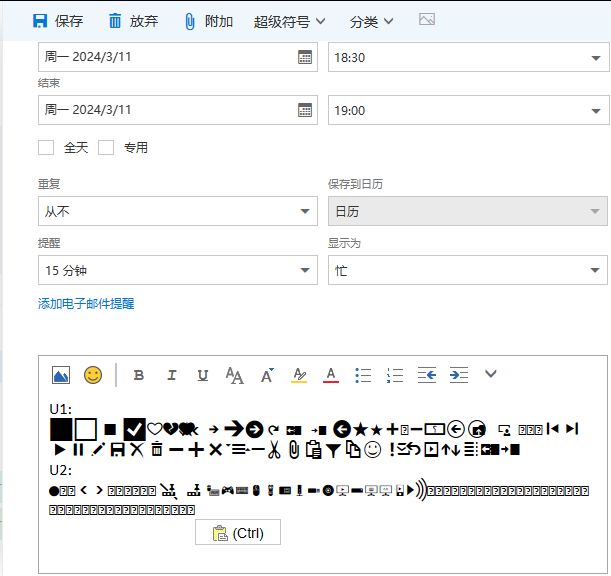 保存 放弃 附加 超级符号 分类
周一 2024/3/11 18:30
结束
周一 2024/3/11 19:00
全天 专用
重复 保存到日历
从不 日历
提醒 显示为
15 分钟 忙
添加电子邮件提醒
B I U AA A A A
U1:
U2:
(Ctrl)